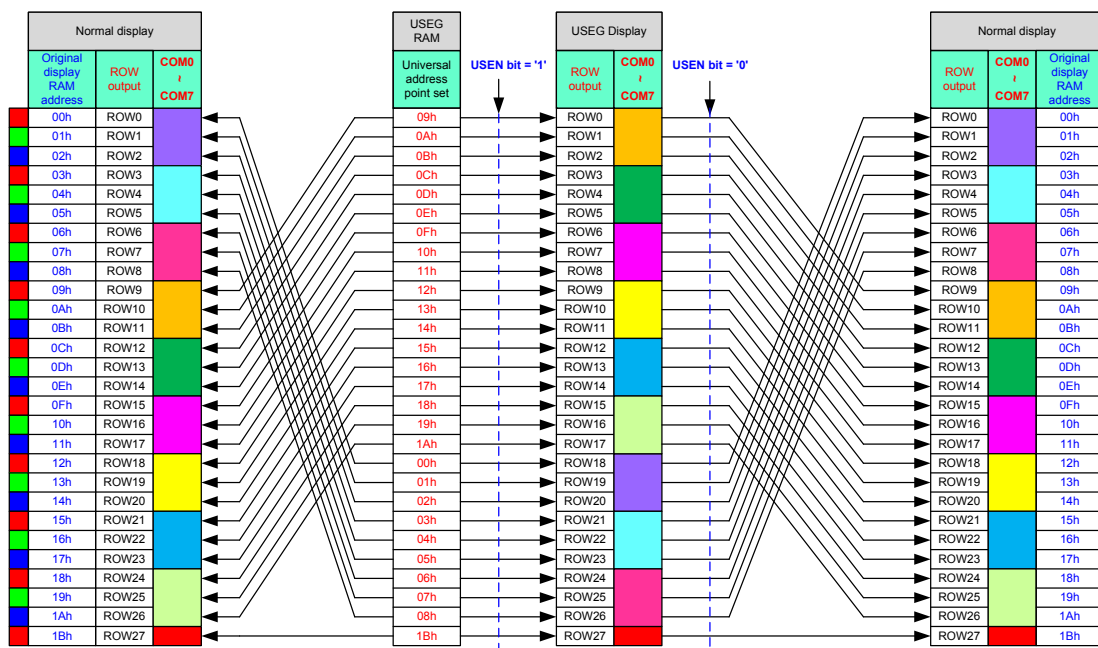 Normal display
USEG RAM
USEG Display
Normal display
Original display RAM address
ROW output
COM0 ~ COM7
Universal address point set
USEN bit = '1'
ROW output
COM0 ~ COM7
USEN bit = '0'
ROW output
COM0 ~ COM7
Original display RAM address
00h ROW0 09h ROW0 ROW0 00h
01h ROW1 0Ah ROW1 ROW1 01h
02h ROW2 0Bh ROW2 ROW2 02h
03h ROW3 0Ch ROW3 ROW3 03h
04h ROW4 0Dh ROW4 ROW4 04h
05h ROW5 0Eh ROW5 ROW5 05h
06h ROW6 0Fh ROW6 ROW6 06h
07h ROW7 10h ROW7 ROW7 07h
08h ROW8 11h ROW8 ROW8 08h
09h ROW9 12h ROW9 ROW9 09h
0Ah ROW10 13h ROW10 ROW10 0Ah
0Bh ROW11 14h ROW11 ROW11 0Bh
0Ch ROW12 15h ROW12 ROW12 0Ch
0Dh ROW13 16h ROW13 ROW13 0Dh
0Eh ROW14 17h ROW14 ROW14 0Eh
0Fh ROW15 18h ROW15 ROW15 0Fh
10h ROW16 19h ROW16 ROW16 10h
11h ROW17 1Ah ROW17 ROW17 11h
12h ROW18 00h ROW18 ROW18 12h
13h ROW19 01h ROW19 ROW19 13h
14h ROW20 02h ROW20 ROW20 14h
15h ROW21 03h ROW21 ROW21 15h
16h ROW22 04h ROW22 ROW22 16h
17h ROW23 05h ROW23 ROW23 17h
18h ROW24 06h ROW24 ROW24 18h
19h ROW25 07h ROW25 ROW25 19h
1Ah ROW26 08h ROW26 ROW26 1Ah
1Bh ROW27 1Bh ROW27 ROW27 1Bh